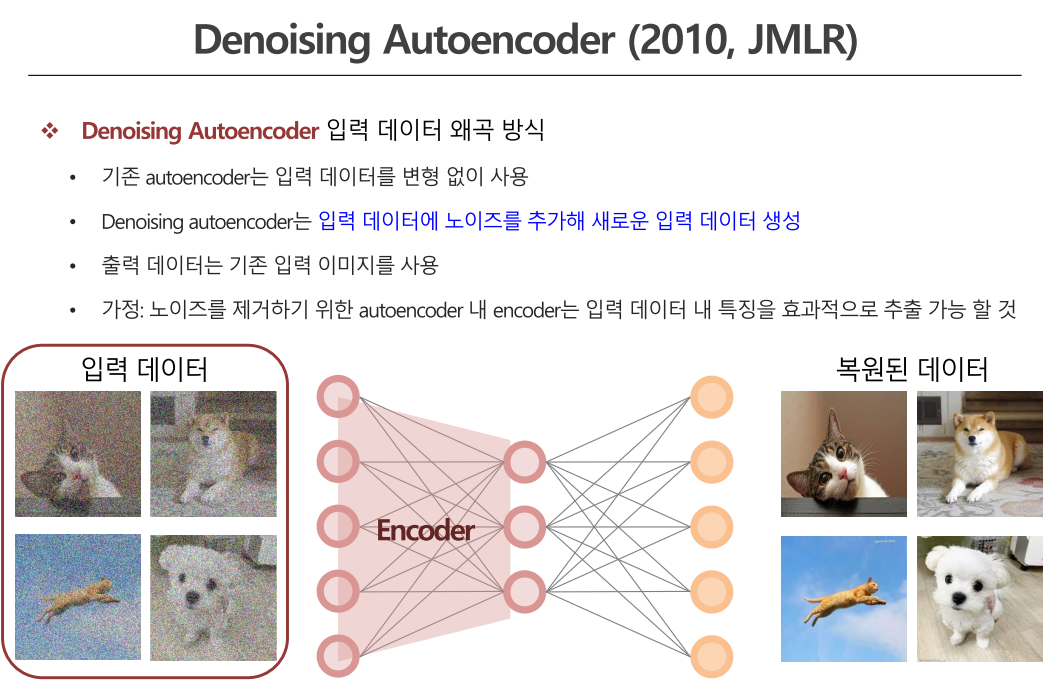 Denoising Autoencoder (2010, JMLR)
❖ Denoising Autoencoder 입력 데이터 왜곡 방식
• 기존 autoencoder는 입력 데이터를 변형 없이 사용
• Denoising autoencoder는 입력 데이터에 노이즈를 추가해 새로운 입력 데이터 생성
• 출력 데이터는 기존 입력 이미지를 사용
• 가정: 노이즈를 제거하기 위한 autoencoder 내 encoder는 입력 데이터 내 특징을 효과적으로 추출 가능 할 것
입력 데이터
복원된 데이터
Encoder